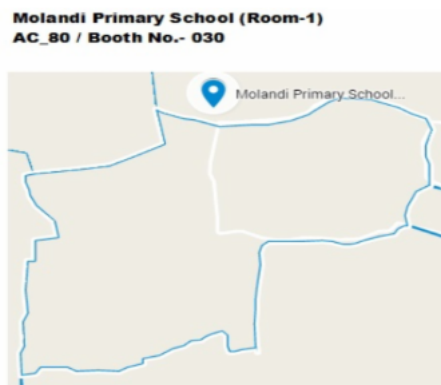 Molandi Primary School (Room-1)
AC_80 / Booth No.- 030
Molandi Primary School...